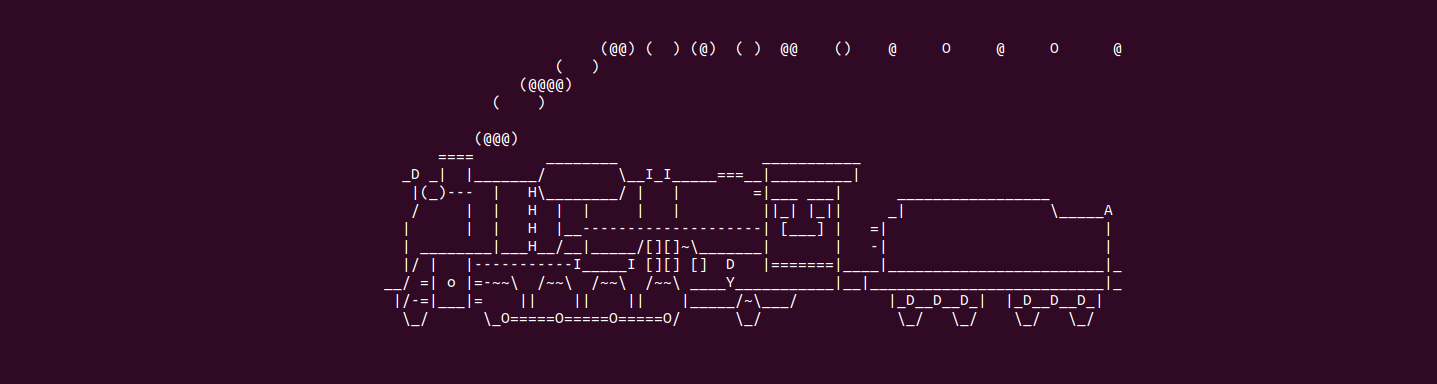 (@@) (  ) (@)  ( )  @@    ()    @     O     @     O      @
                   (   )
               (@@@@)
            (    )

          (@@@)
      ====        ________                ___________
  _D _|  |_______/        \__I_I_____===__|_________|
   |(_)---  |   H\________/ |   |        =|___ ___|      _________________
   /     |  |   H  |  |     |   |         ||_| |_||     _|                \_____A
  |      |  |   H  |__--------------------| [___] |   =|                        |
  | ________|___H__/__|_____/[][]~\_______|       |   -|                        |
  |/ |   |-----------I_____I [][] []  D   |=======|____|________________________|_
__/ =| o |=-~~\  /~~\  /~~\  /~~\ ____Y___________|__|__________________________|_
 |/-=|___|=    ||    ||    ||    |_____/~\___/          |_D__D__D_|  |_D__D__D_|
  \_/      \_O=====O=====O=====O/      \_/               \_/   \_/    \_/   \_/